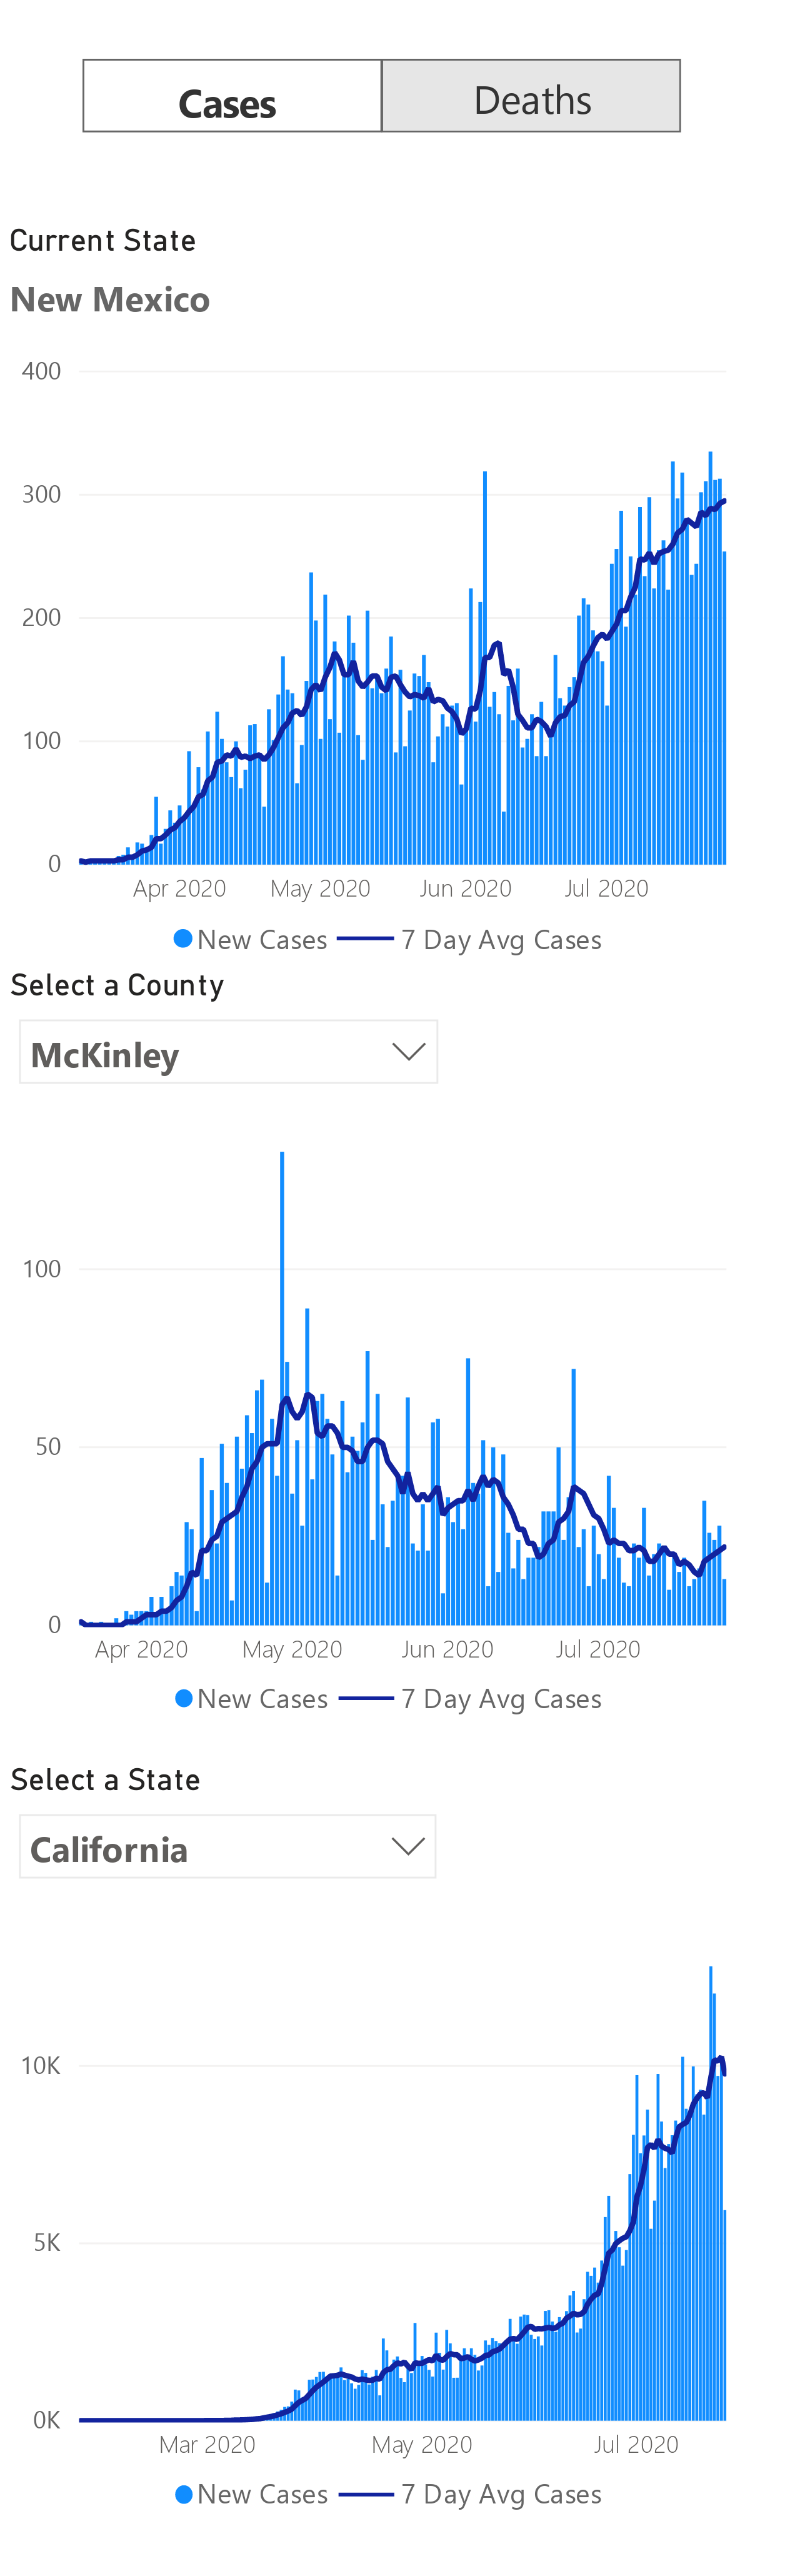 Cases Deaths
Current State
New Mexico
400
300
200
100
0
Apr 2020 May 2020 Jun 2020 Jul 2020
New Cases 7 Day Avg Cases
Select a County
McKinley
100
50
0
Apr 2020 May 2020 Jun 2020 Jul 2020
New Cases 7 Day Avg Cases
Select a State
California
10K
5K
0K
Mar 2020 May 2020 Jul 2020
New Cases 7 Day Avg Cases